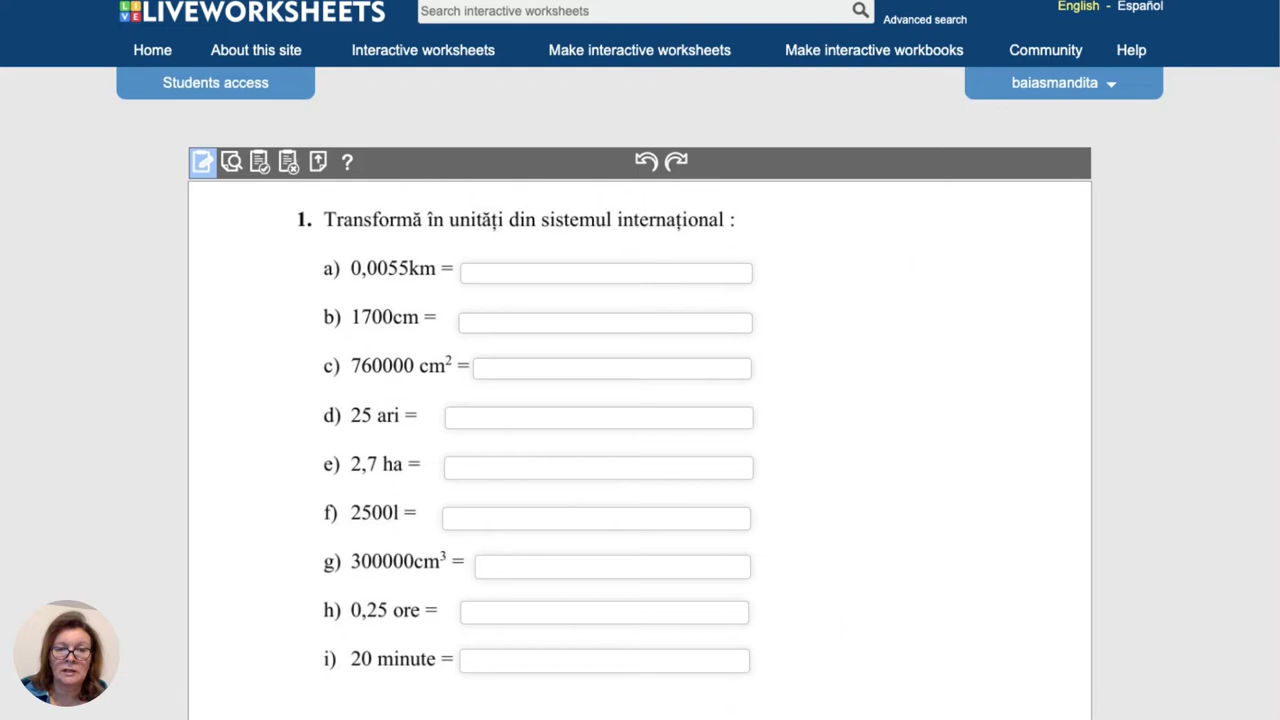 LIVE LIVEWORKSHEETS
Search interactive worksheets
Advanced search
English - Español
Home About this site Interactive worksheets Make interactive worksheets Make interactive workbooks Community Help
Students access
baiasmandita
?
1. Transformă în unități din sistemul internațional :
a) 0,0055km =
b) 1700cm =
c) 760000 cm² =
d) 25 ari =
e) 2,7 ha =
f) 2500l =
g) 300000cm³ =
h) 0,25 ore =
i) 20 minute =